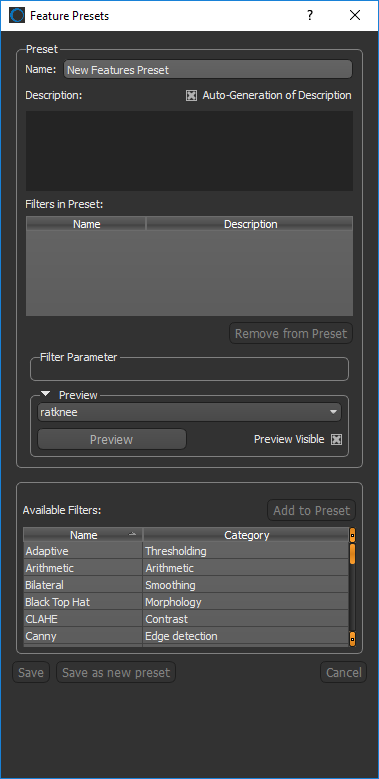 Feature Presets ?
Preset
Name: New Features Preset
Description: Auto-Generation of Description
Filters in Preset:
Name Description
Remove from Preset
Filter Parameter
Preview
ratknee
Preview Preview Visible
Available Filters: Add to Preset
Name Category
Adaptive Thresholding
Arithmetic Arithmetic
Bilateral Smoothing
Black Top Hat Morphology
CLAHE Contrast
Canny Edge detection
Save Save as new preset Cancel